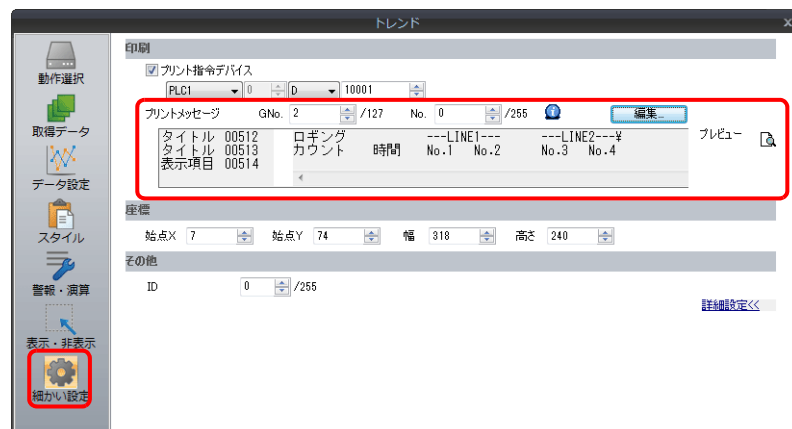 トレンド
動作選択
取得データ
データ設定
スタイル
警報・演算
表示・非表示
細かい設定
印刷
プリント指令デバイス
PLC1 0 D 10001
プリントメッセージ GNo. 2 /127 No. 0 /255 編集...
タイトル 00512 ロギング ---LINE1--- ---LINE2---¥
タイトル 00513 カウント 時間 No.1 No.2 No.3 No.4
表示項目 00514
プレビュー
座標
始点X 7 始点Y 74 幅 318 高さ 240
その他
ID 0 /255
詳細設定<<